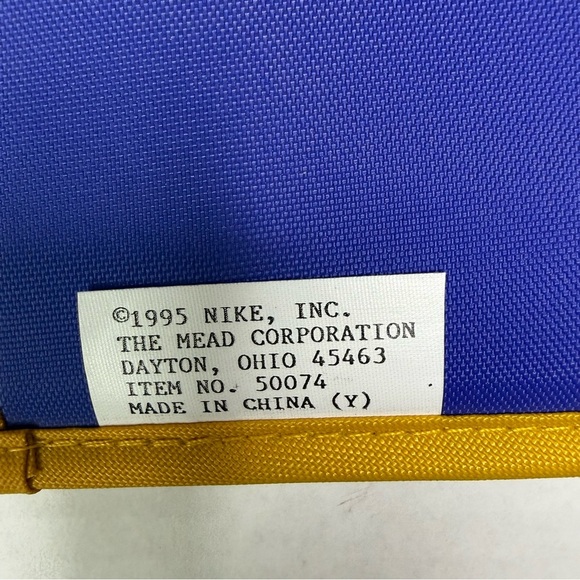 ©1995 NIKE, INC.
THE MEAD CORPORATION
DAYTON, OHIO 45463
ITEM NO. 50074
MADE IN CHINA (Y)